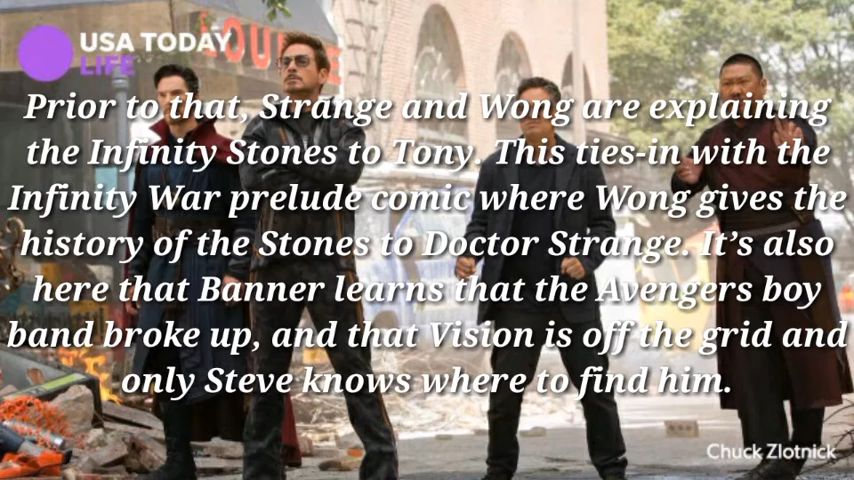 USA TODAY
LIFE
Prior to that, Strange and Wong are explaining
the Infinity Stones to Tony. This ties-in with the
Infinity War prelude comic where Wong gives the
history of the Stones to Doctor Strange. It’s also
here that Banner learns that the Avengers boy
band broke up, and that Vision is off the grid and
only Steve knows where to find him.
Chuck Zlotnick